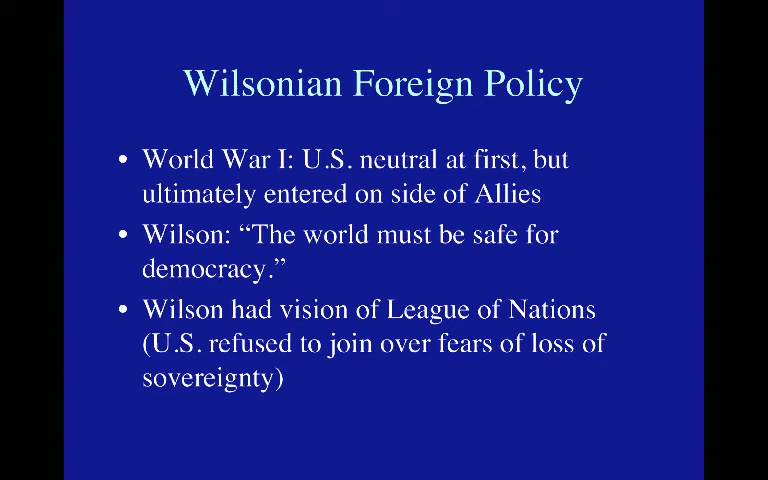 Wilsonian Foreign Policy
• World War I: U.S. neutral at first, but
ultimately entered on side of Allies
• Wilson: “The world must be safe for
democracy.”
• Wilson had vision of League of Nations
(U.S. refused to join over fears of loss of
sovereignty)